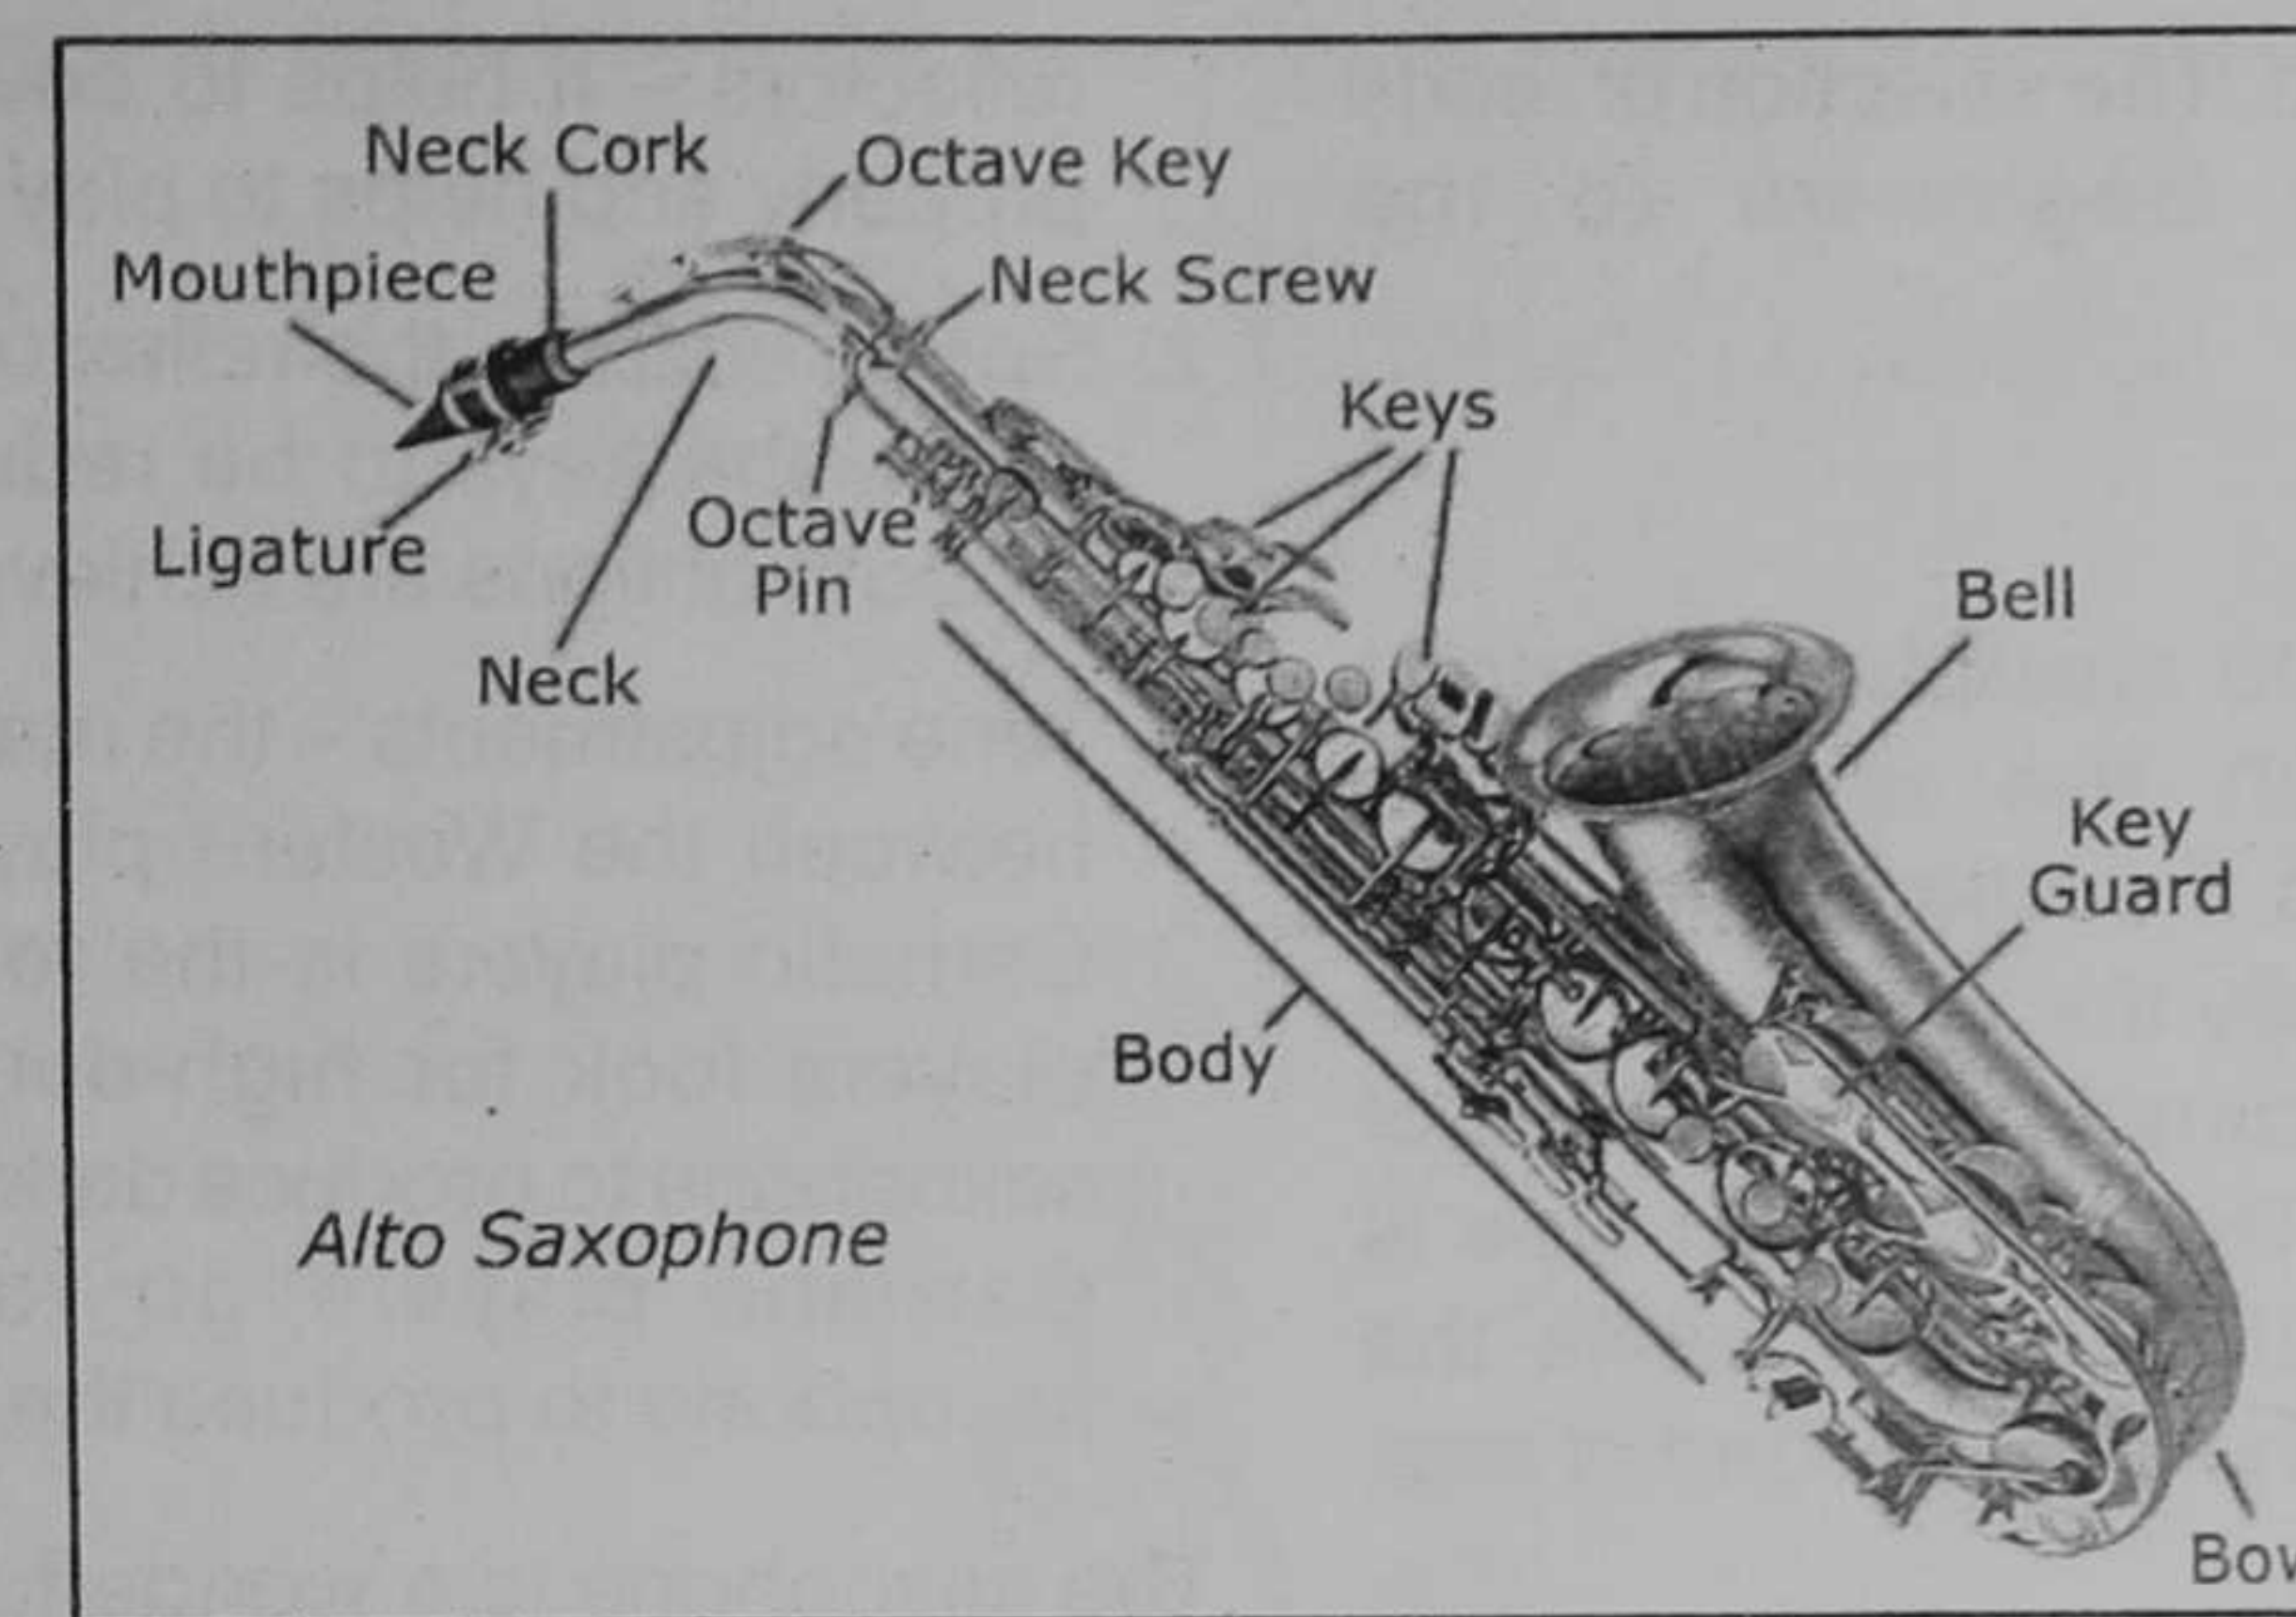 Neck Cork
Octave Key
Mouthpiece
Neck Screw
Keys
Ligature
Octave
Pin
Neck
Bell
Key
Guard
Body
Alto Saxophone